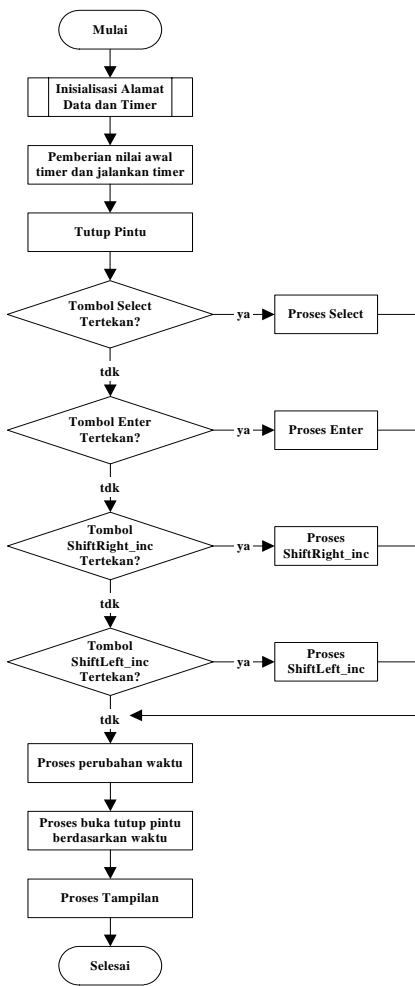 Mulai
Inisialisasi Alamat
Data dan Timer
Pemberian nilai awal
timer dan jalankan timer
Tutup Pintu
Tombol Select
Tertekan?
ya
Proses Select
tdk
Tombol Enter
Tertekan?
ya
Proses Enter
tdk
Tombol
ShiftRight_inc
Tertekan?
ya
Proses
ShiftRight_inc
tdk
Tombol
ShiftLeft_inc
Tertekan?
ya
Proses
ShiftLeft_inc
tdk
Proses perubahan waktu
Proses buka tutup pintu
berdasarkan waktu
Proses Tampilan
Selesai